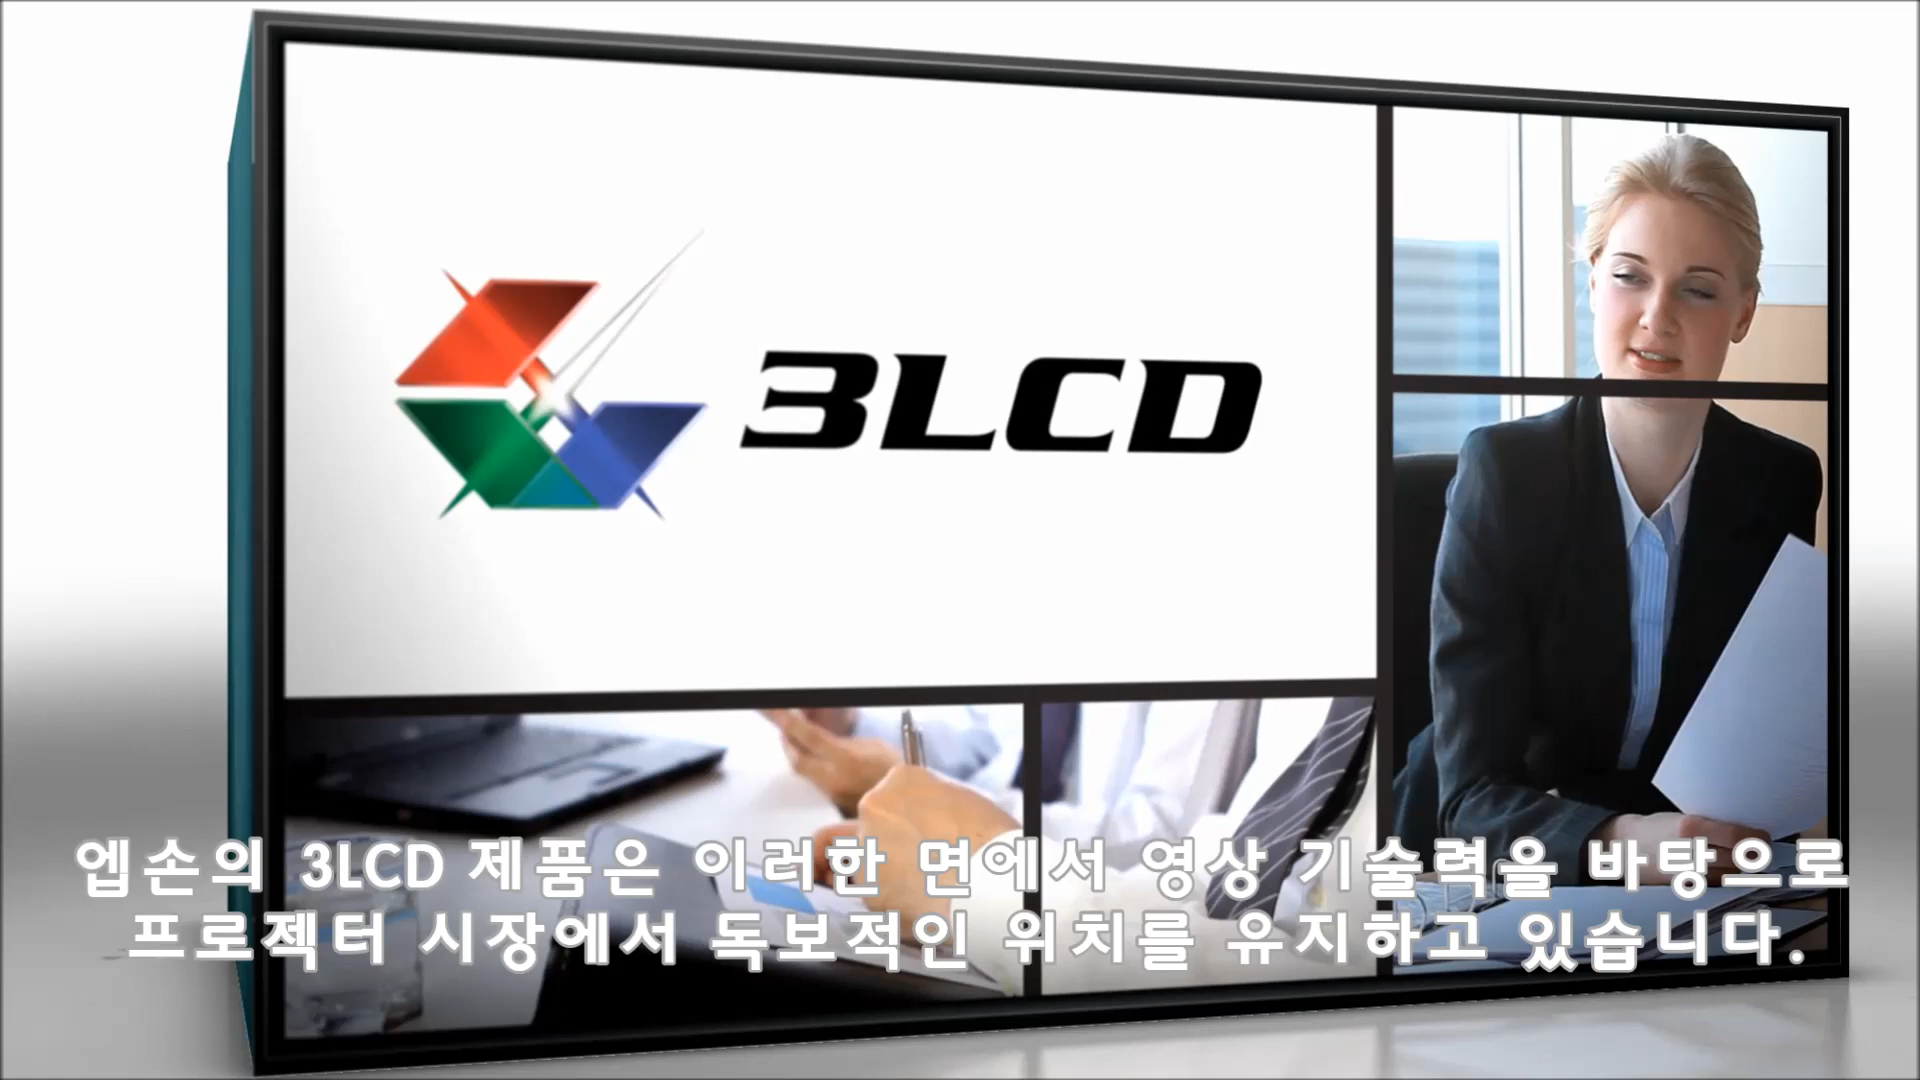 3LCD
엡손의 3LCD 제품은 이러한 면에서 영상 기술력을 바탕으로
프로젝터 시장에서 독보적인 위치를 유지하고 있습니다.